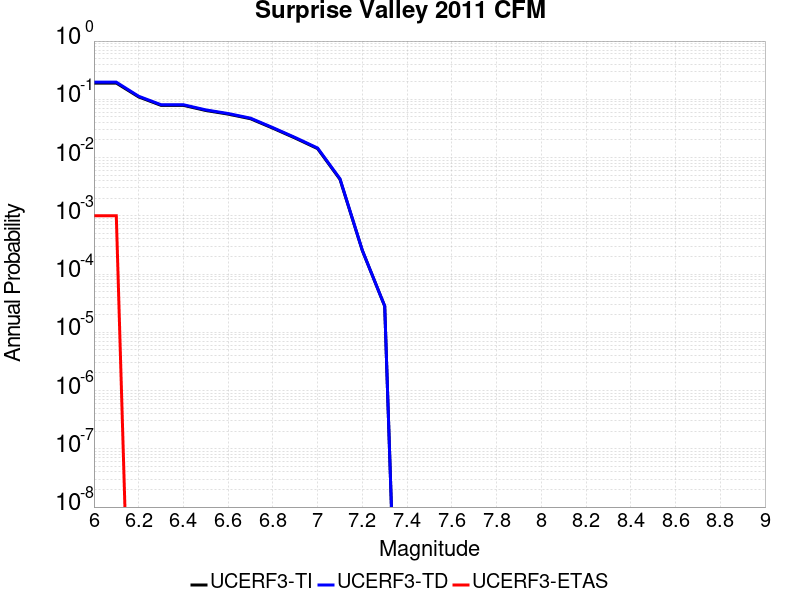 Surprise Valley 2011 CFM
10^0
10^-1
10^-2
10^-3
10^-4
10^-5
10^-6
10^-7
10^-8
Annual Probability
6 6.2 6.4 6.6 6.8 7 7.2 7.4 7.6 7.8 8 8.2 8.4 8.6 8.8 9
Magnitude
UCERF3-TI UCERF3-TD UCERF3-ETAS